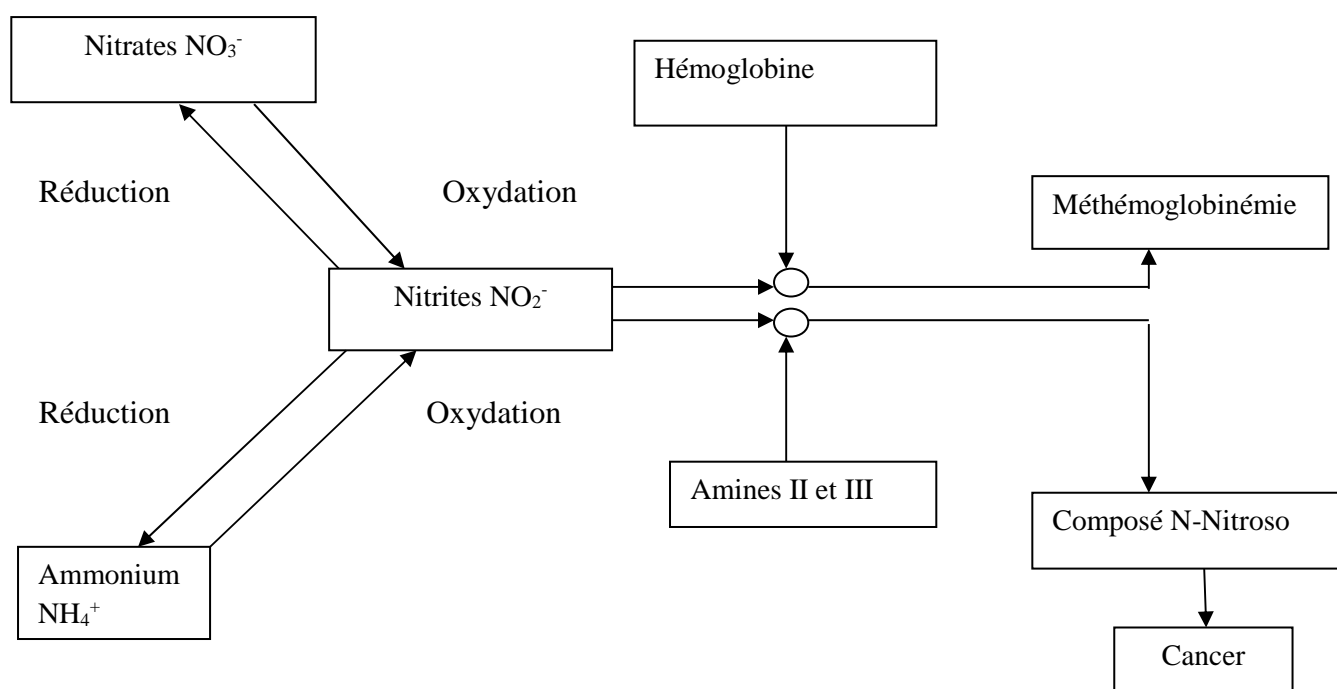 Nitrates NO₃⁻
Hémoglobine
Réduction
Oxydation
Méthémoglobinémie
Nitrites NO₂⁻
Réduction
Oxydation
Amines II et III
Composé N-Nitroso
Ammonium
NH₄⁺
Cancer